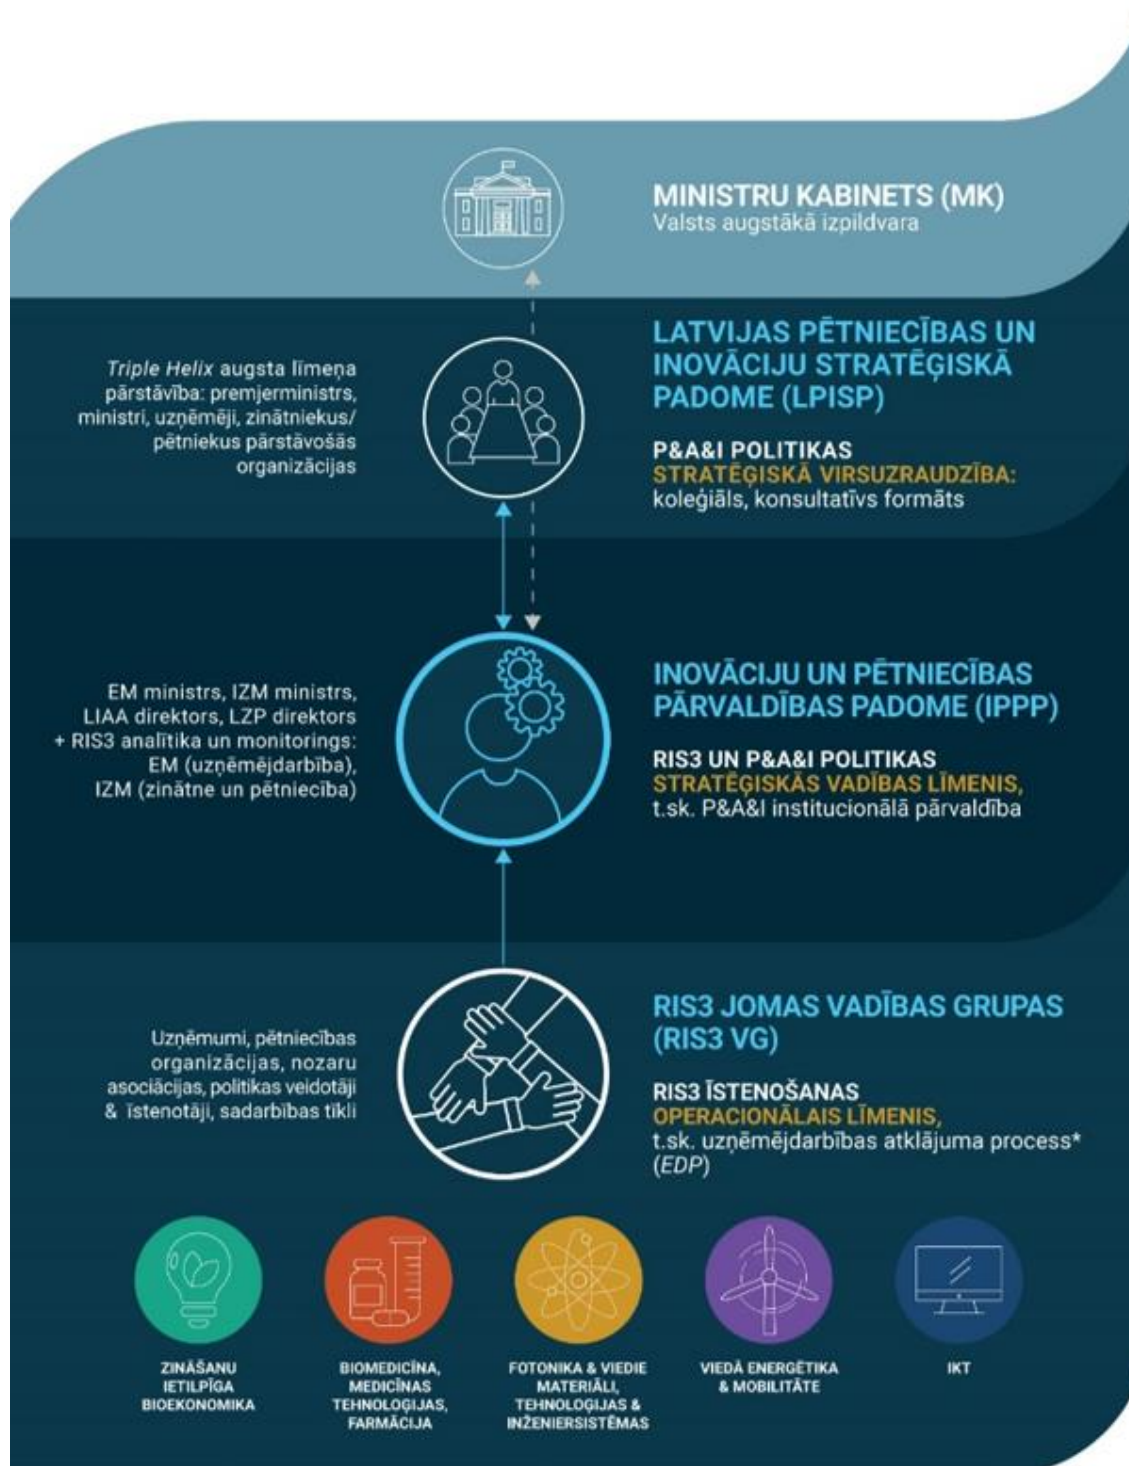 MINISTRU KABINETS (MK)
Valsts augstākā izpildvara
Triple Helix augsta līmeņa
pārstāvība: premjerministrs,
ministri, uzņēmēji, zinātniekus/
pētniekus pārstāvošās
organizācijas
LATVIJAS PĒTNIECĪBAS UN
INOVĀCIJU STRATĒĢISKĀ
PADOME (LPISP)
P&A&I POLITIKAS
STRATĒĢISKĀ VIRSUZRAUDZĪBA:
koleģiāls, konsultatīvs formāts
EM ministrs, IZM ministrs,
LIAA direktors, LZP direktors
+ RIS3 analītika un monitorings:
EM (uzņēmējdarbība),
IZM (zinātne un pētniecība)
INOVĀCIJU UN PĒTNIECĪBAS
PĀRVALDĪBAS PADOME (IPPP)
RIS3 UN P&A&I POLITIKAS
STRATĒĢISKĀS VADĪBAS LĪMENIS,
t.sk. P&A&I institucionālā pārvaldība
Uzņēmumi, pētniecības
organizācijas, nozaru
asociācijas, politikas veidotāji
& īstenotāji, sadarbības tīkli
RIS3 JOMAS VADĪBAS GRUPAS
(RIS3 VG)
RIS3 ĪSTENOŠANAS
OPERACIONĀLAIS LĪMENIS,
t.sk. uzņēmējdarbības atklājuma process*
(EDP)
ZINĀŠANU
IETILPĪGA
BIOEKONOMIKA
BIOMEDICĪNA,
MEDICĪNAS
TEHNOLOĢIJAS,
FARMĀCIJA
FOTONIKA & VIEDIE
MATERIĀLI,
TEHNOLOĢIJAS &
INŽENIERSISTĒMAS
VIEDĀ ENERGĒTIKA
& MOBILITĀTE
IKT